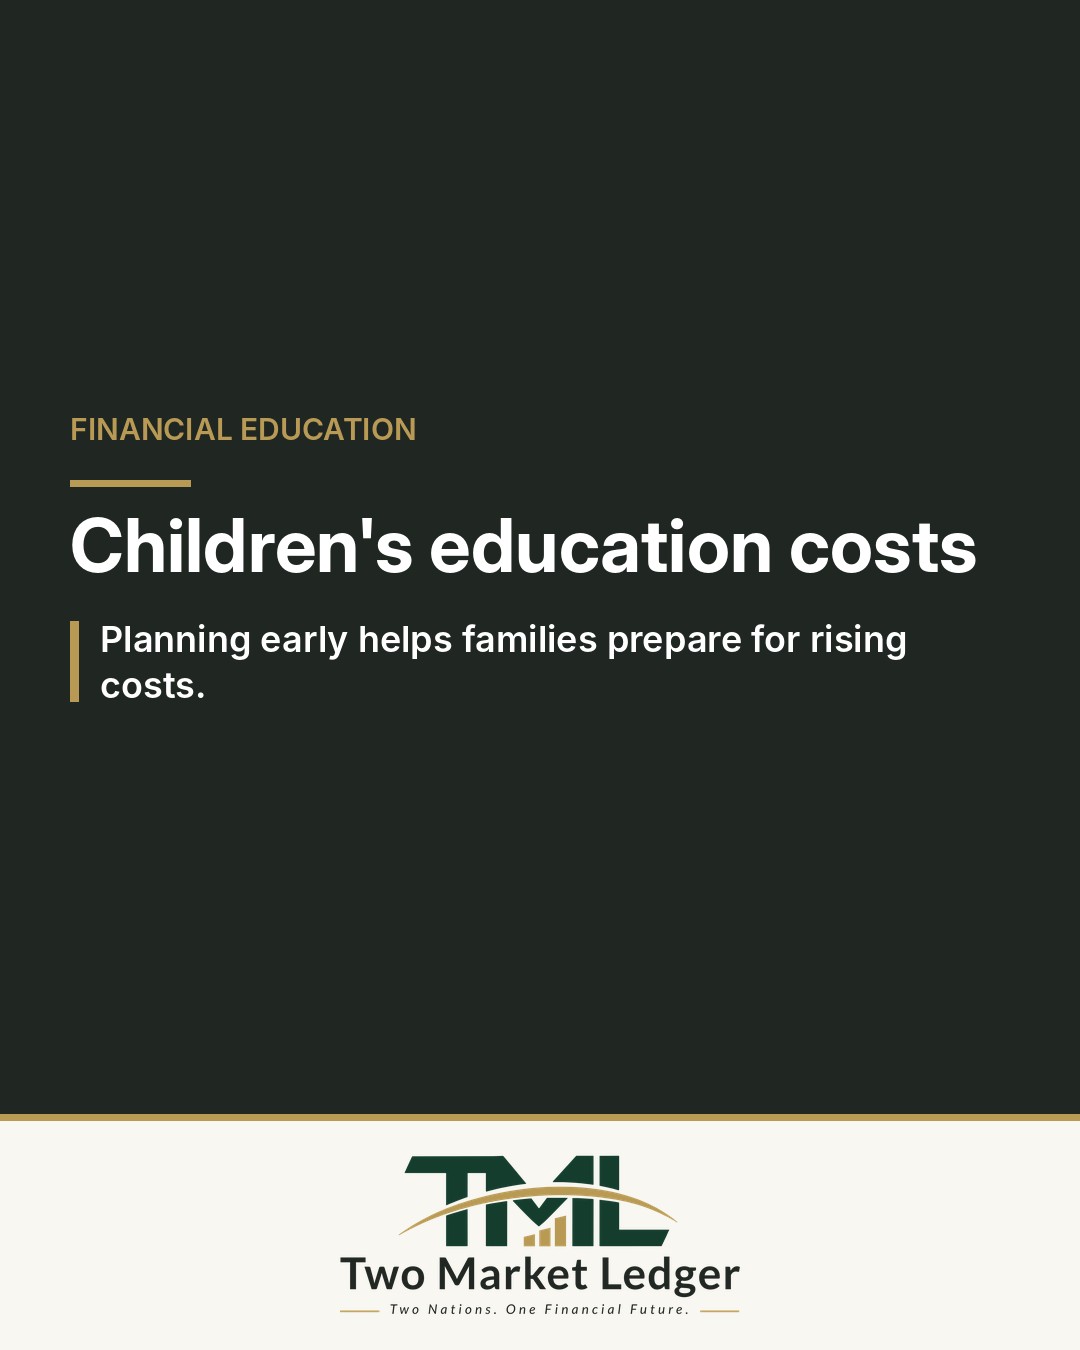 FINANCIAL EDUCATION
Children's education costs
Planning early helps families prepare for rising
costs.
TML
Two Market Ledger
Two Nations. One Financial Future.